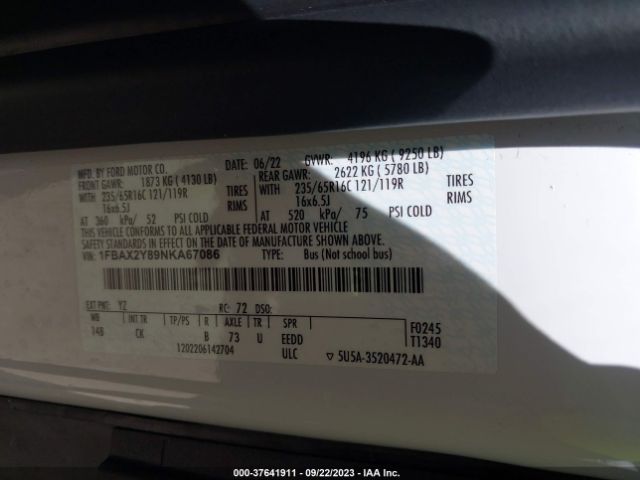 MFD. BY FORD MOTOR CO. DATE: 06/22 GVWR: 4196 KG ( 9250 LB)
FRONT GAWR: 1873 KG ( 4130 LB) REAR GAWR: 2622 KG ( 5780 LB)
WITH 235/65R16C 121/119R TIRES WITH 235/65R16C 121/119R TIRES
16x6.5J RIMS 16x6.5J RIMS
AT 360 kPa/ 52 PSI COLD AT 520 kPa/ 75 PSI COLD
THIS VEHICLE CONFORMS TO ALL APPLICABLE FEDERAL MOTOR VEHICLE
SAFETY STANDARDS IN EFFECT ON THE DATE OF MANUFACTURE SHOWN ABOVE.
VIN: 1FBAX2Y89NKA67086 TYPE: Bus (Not school bus)
EXT PNT: YZ RC: 72 DSO:
WB TP/PS R AXLE TR SPR F0245
148 CK B 73 U EEDD T1340
1202206142704 ULC ▽ 5U5A-3520472-AA
000-37641911 - 09/22/2023 - IAA Inc.